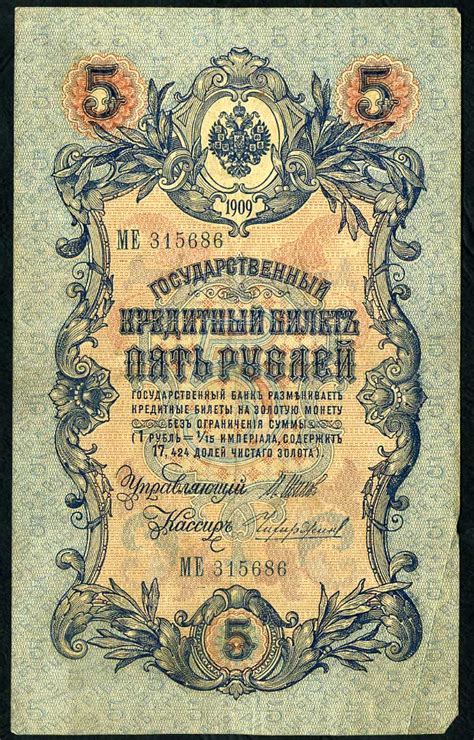 5 5
1909
МЕ 315686
ГОСУДАРСТВЕННЫЙ
КРЕДИТНЫЙ БИЛЕТЪ
ПЯТЬ РУБЛЕЙ
ГОСУДАРСТВЕННЫЙ БАНКЪ РАЗМѢНИВАЕТЪ
КРЕДИТНЫЕ БИЛЕТЫ НА ЗОЛОТУЮ МОНЕТУ
БЕЗЪ ОГРАНИЧЕНІЯ СУММЫ
(1 РУБЛЬ = 1/15 ИМПЕРІАЛА, СОДЕРЖИТЪ
17,424 ДОЛЕЙ ЧИСТАГО ЗОЛОТА).
Управляющій
Кассиръ
МЕ 315686
5